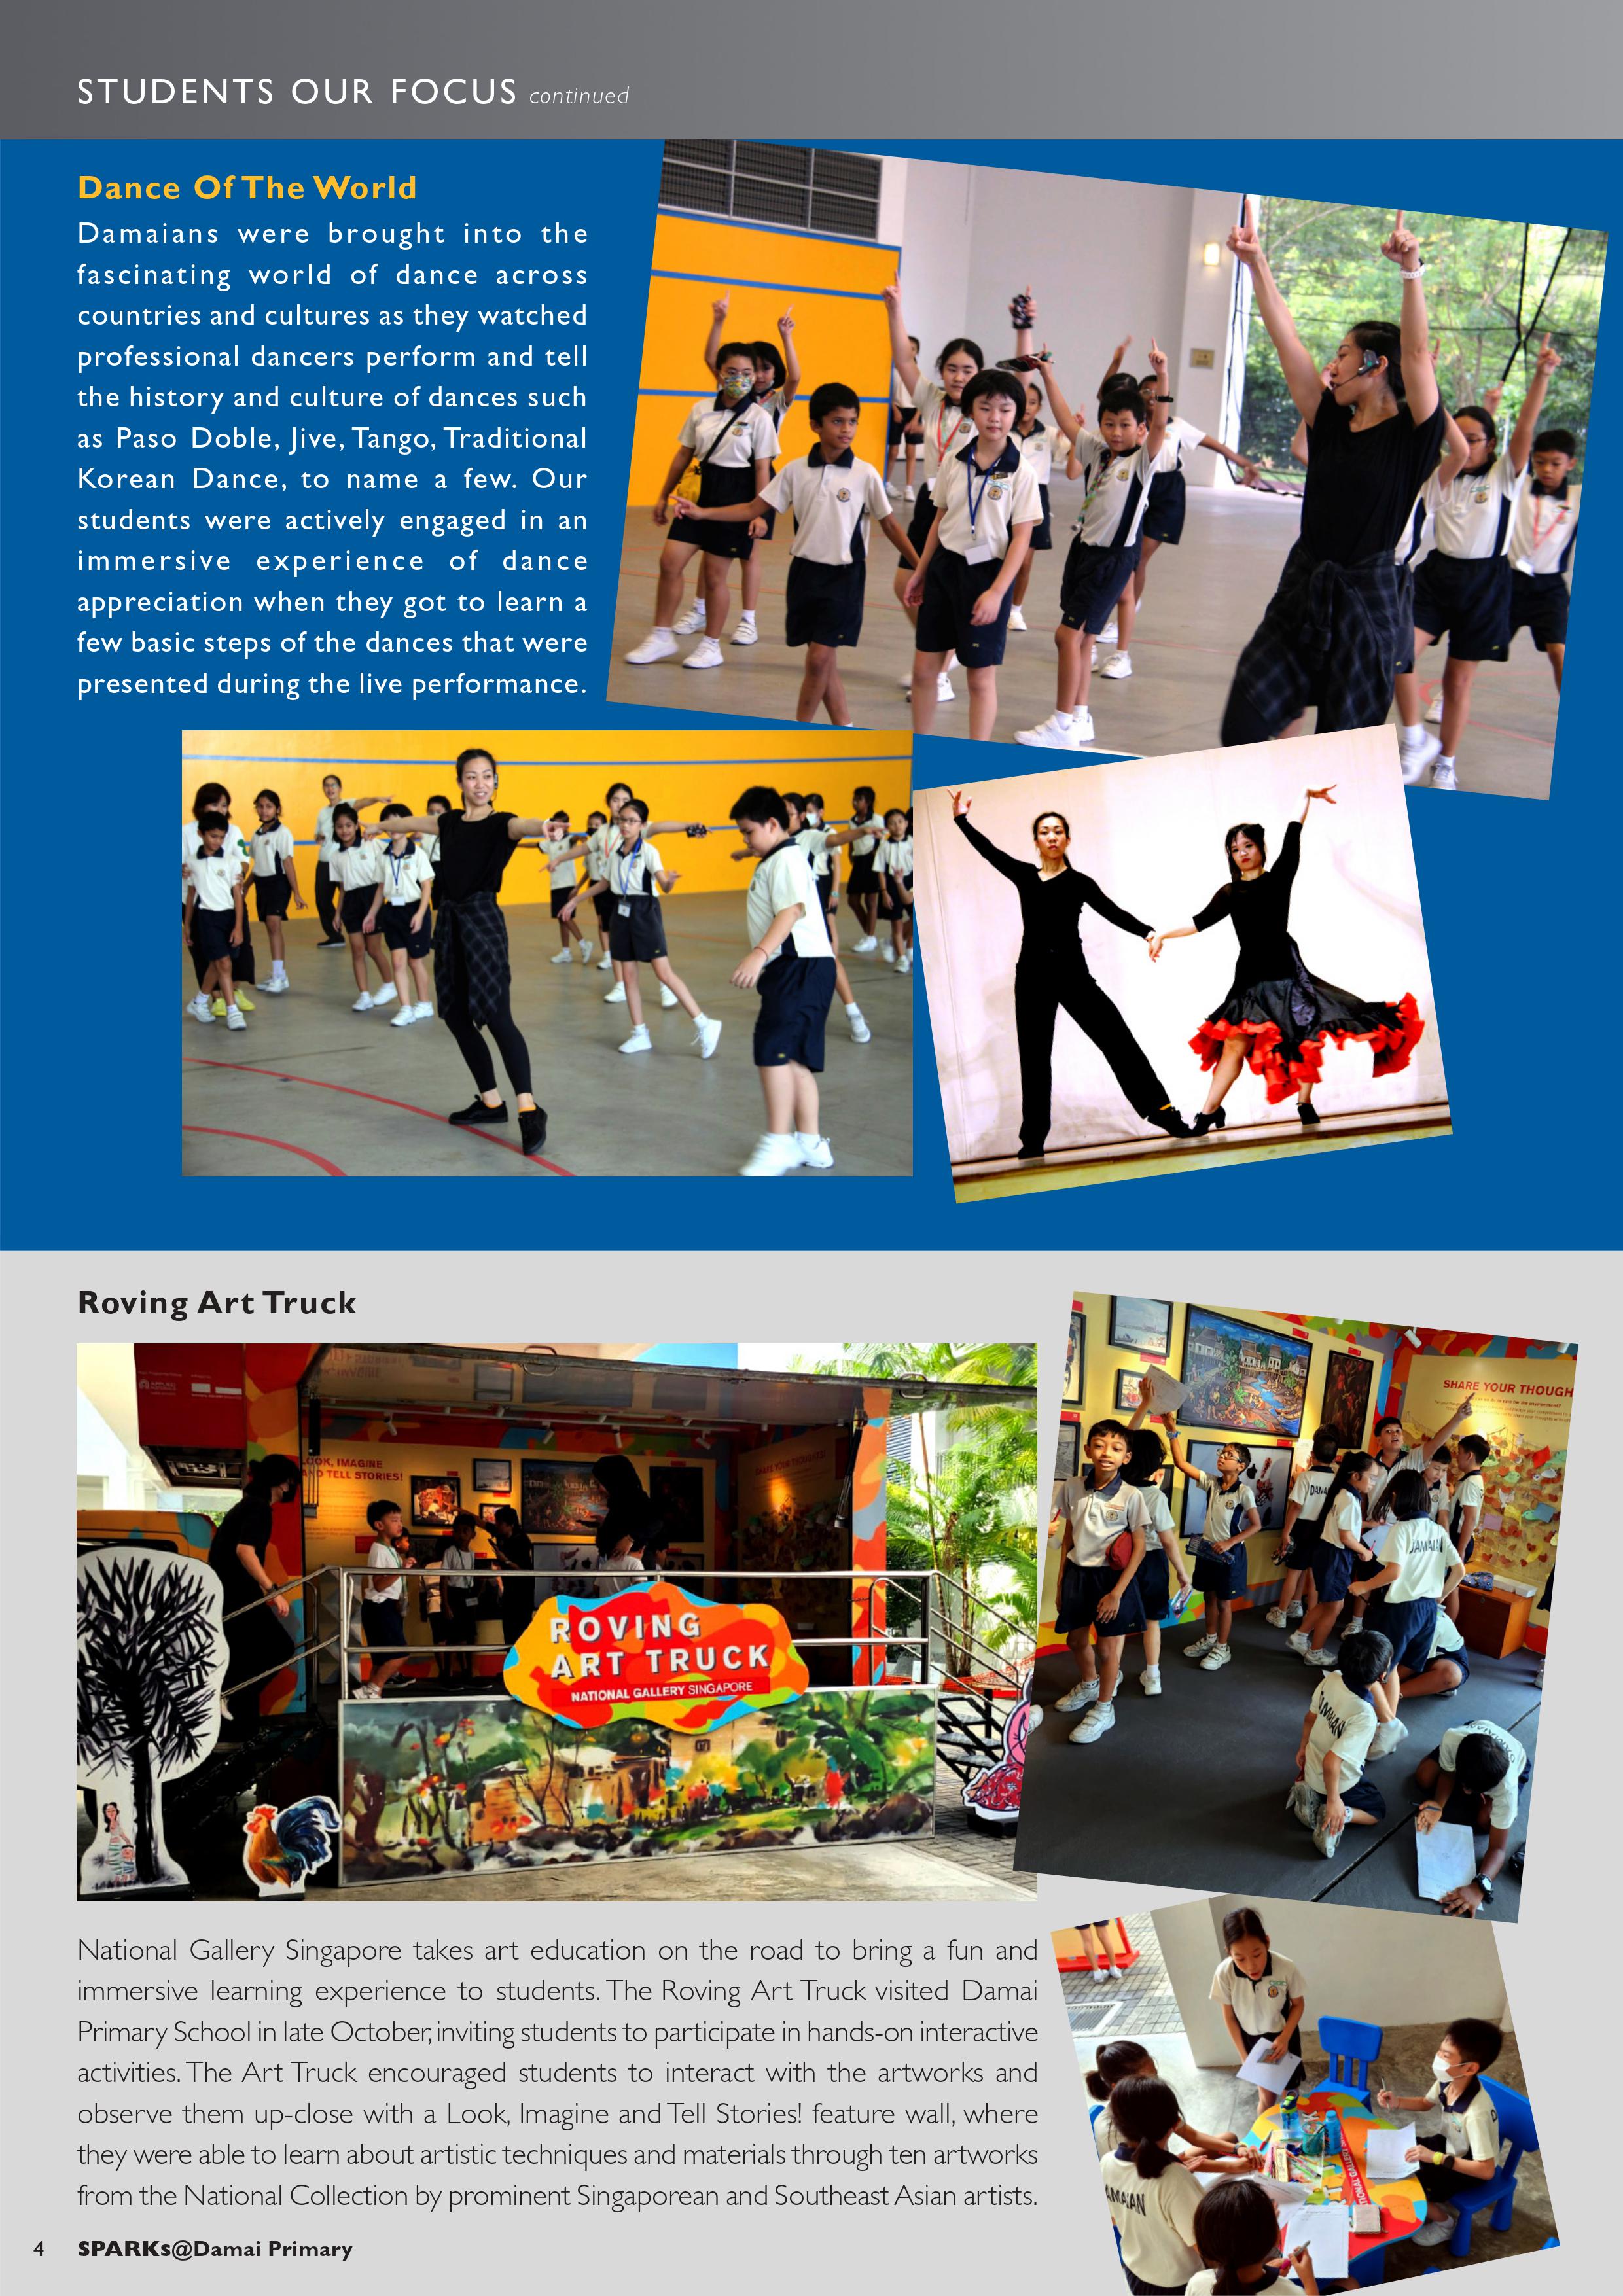 STUDENTS OUR FOCUS continued
Dance Of The World
Damaians were brought into the
fascinating world of dance across
countries and cultures as they watched
professional dancers perform and tell
the history and culture of dances such
as Paso Doble, Jive, Tango, Traditional
Korean Dance, to name a few. Our
students were actively engaged in an
immersive experience of dance
appreciation when they got to learn a
few basic steps of the dances that were
presented during the live performance.
Roving Art Truck
LOOK, IMAGINE
AND TELL STORIES!
SHARE YOUR THOUGHTS!
ROVING
ART TRUCK
NATIONAL GALLERY SINGAPORE
SHARE YOUR THOUGH
DAMAIAN
National Gallery Singapore takes art education on the road to bring a fun and
immersive learning experience to students. The Roving Art Truck visited Damai
Primary School in late October, inviting students to participate in hands-on interactive
activities. The Art Truck encouraged students to interact with the artworks and
observe them up-close with a Look, Imagine and Tell Stories! feature wall, where
they were able to learn about artistic techniques and materials through ten artworks
from the National Collection by prominent Singaporean and Southeast Asian artists.
4 SPARKs@Damai Primary